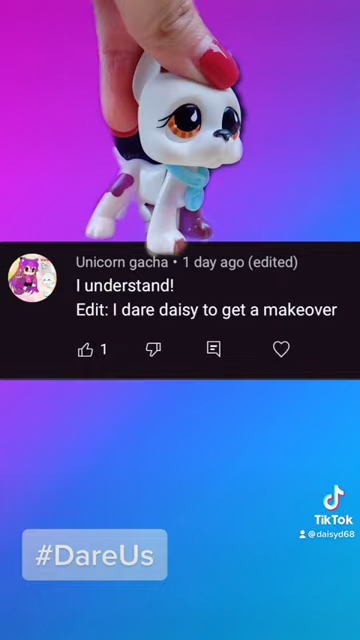 Unicorn gacha • 1 day ago (edited)
I understand!
Edit: I dare daisy to get a makeover
1
TikTok
@daisyd68
#DareUs